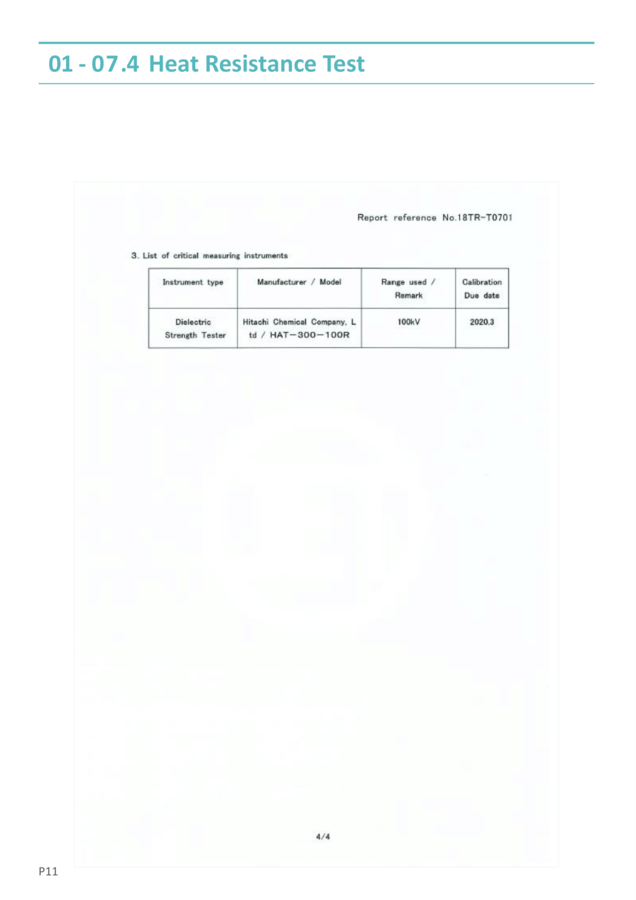 01 - 07.4 Heat Resistance Test
Report reference No.18TR-T0701
3. List of critical measuring instruments
Instrument type
Manufacturer / Model
Range used /
Remark
Calibration
Due date
Dielectric
Strength Tester
Hitachi Chemical Company, L
td / HAT-300-100R
100kV
2020.3
4/4
P11